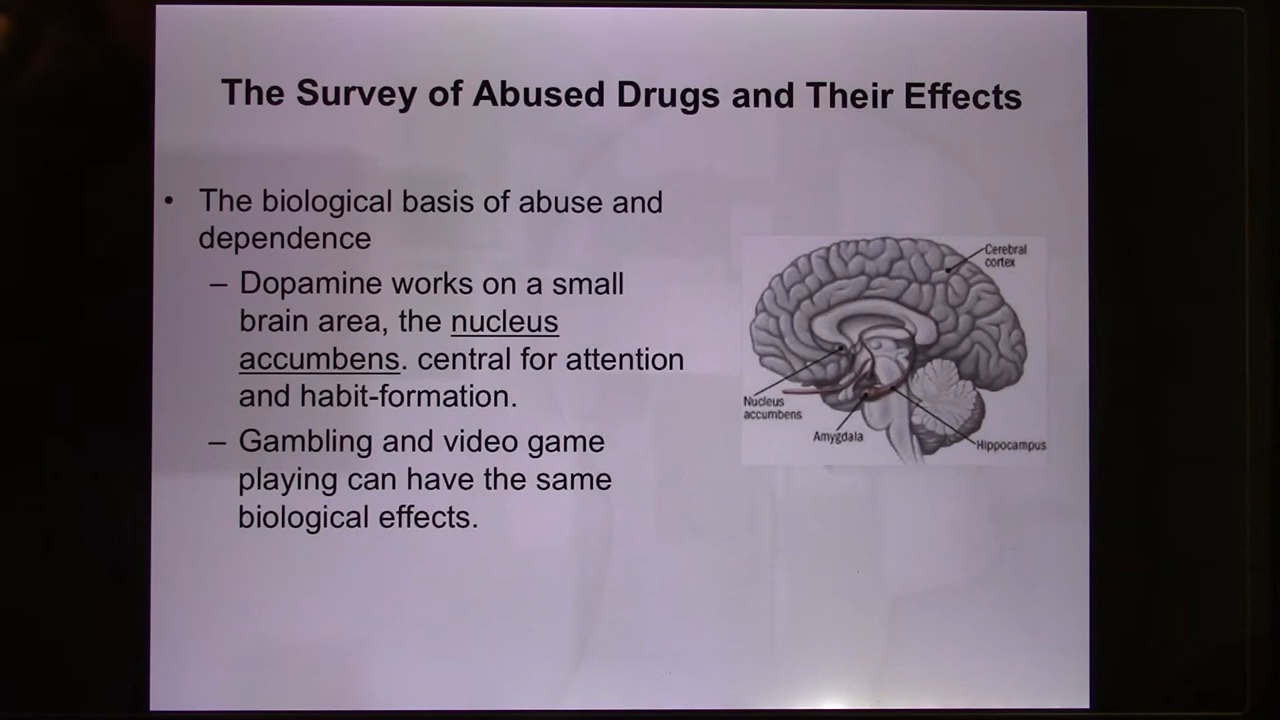 The Survey of Abused Drugs and Their Effects
• The biological basis of abuse and
dependence
– Dopamine works on a small
brain area, the nucleus
accumbens. central for attention
and habit-formation.
– Gambling and video game
playing can have the same
biological effects.
Cerebral
cortex
Nucleus
accumbens
Amygdala
Hippocampus